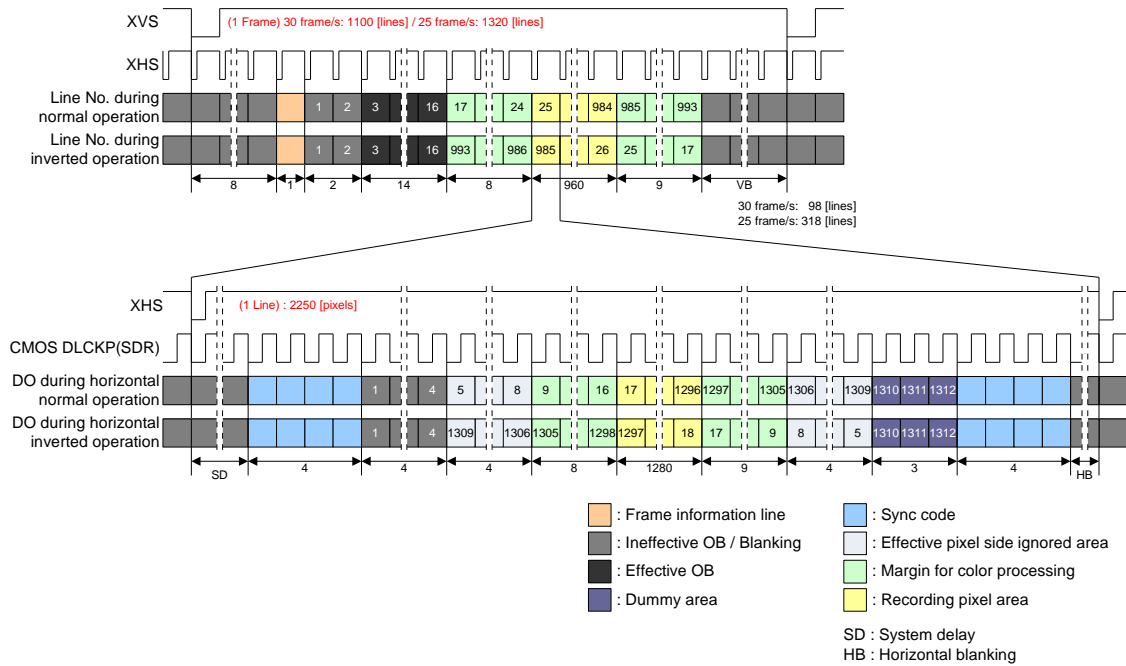 XVS
(1 Frame) 30 frame/s: 1100 [lines] / 25 frame/s: 1320 [lines]
XHS
Line No. during
normal operation
1 2 3 16 17 24 25 984 985 993
Line No. during
inverted operation
1 2 3 16 993 986 985 26 25 17
8 1 2 14 8 960 9 VB
30 frame/s: 98 [lines]
25 frame/s: 318 [lines]
XHS
(1 Line) : 2250 [pixels]
CMOS DLCKP(SDR)
DO during horizontal
normal operation
1 4 5 8 9 16 17 1296 1297 1305 1306 1309 1310 1311 1312
DO during horizontal
inverted operation
1 4 1309 1306 1305 1298 1297 18 17 9 8 5 1310 1311 1312
SD 4 4 4 8 1280 9 4 3 4 HB
: Frame information line
: Ineffective OB / Blanking
: Effective OB
: Dummy area
: Sync code
: Effective pixel side ignored area
: Margin for color processing
: Recording pixel area
SD : System delay
HB : Horizontal blanking